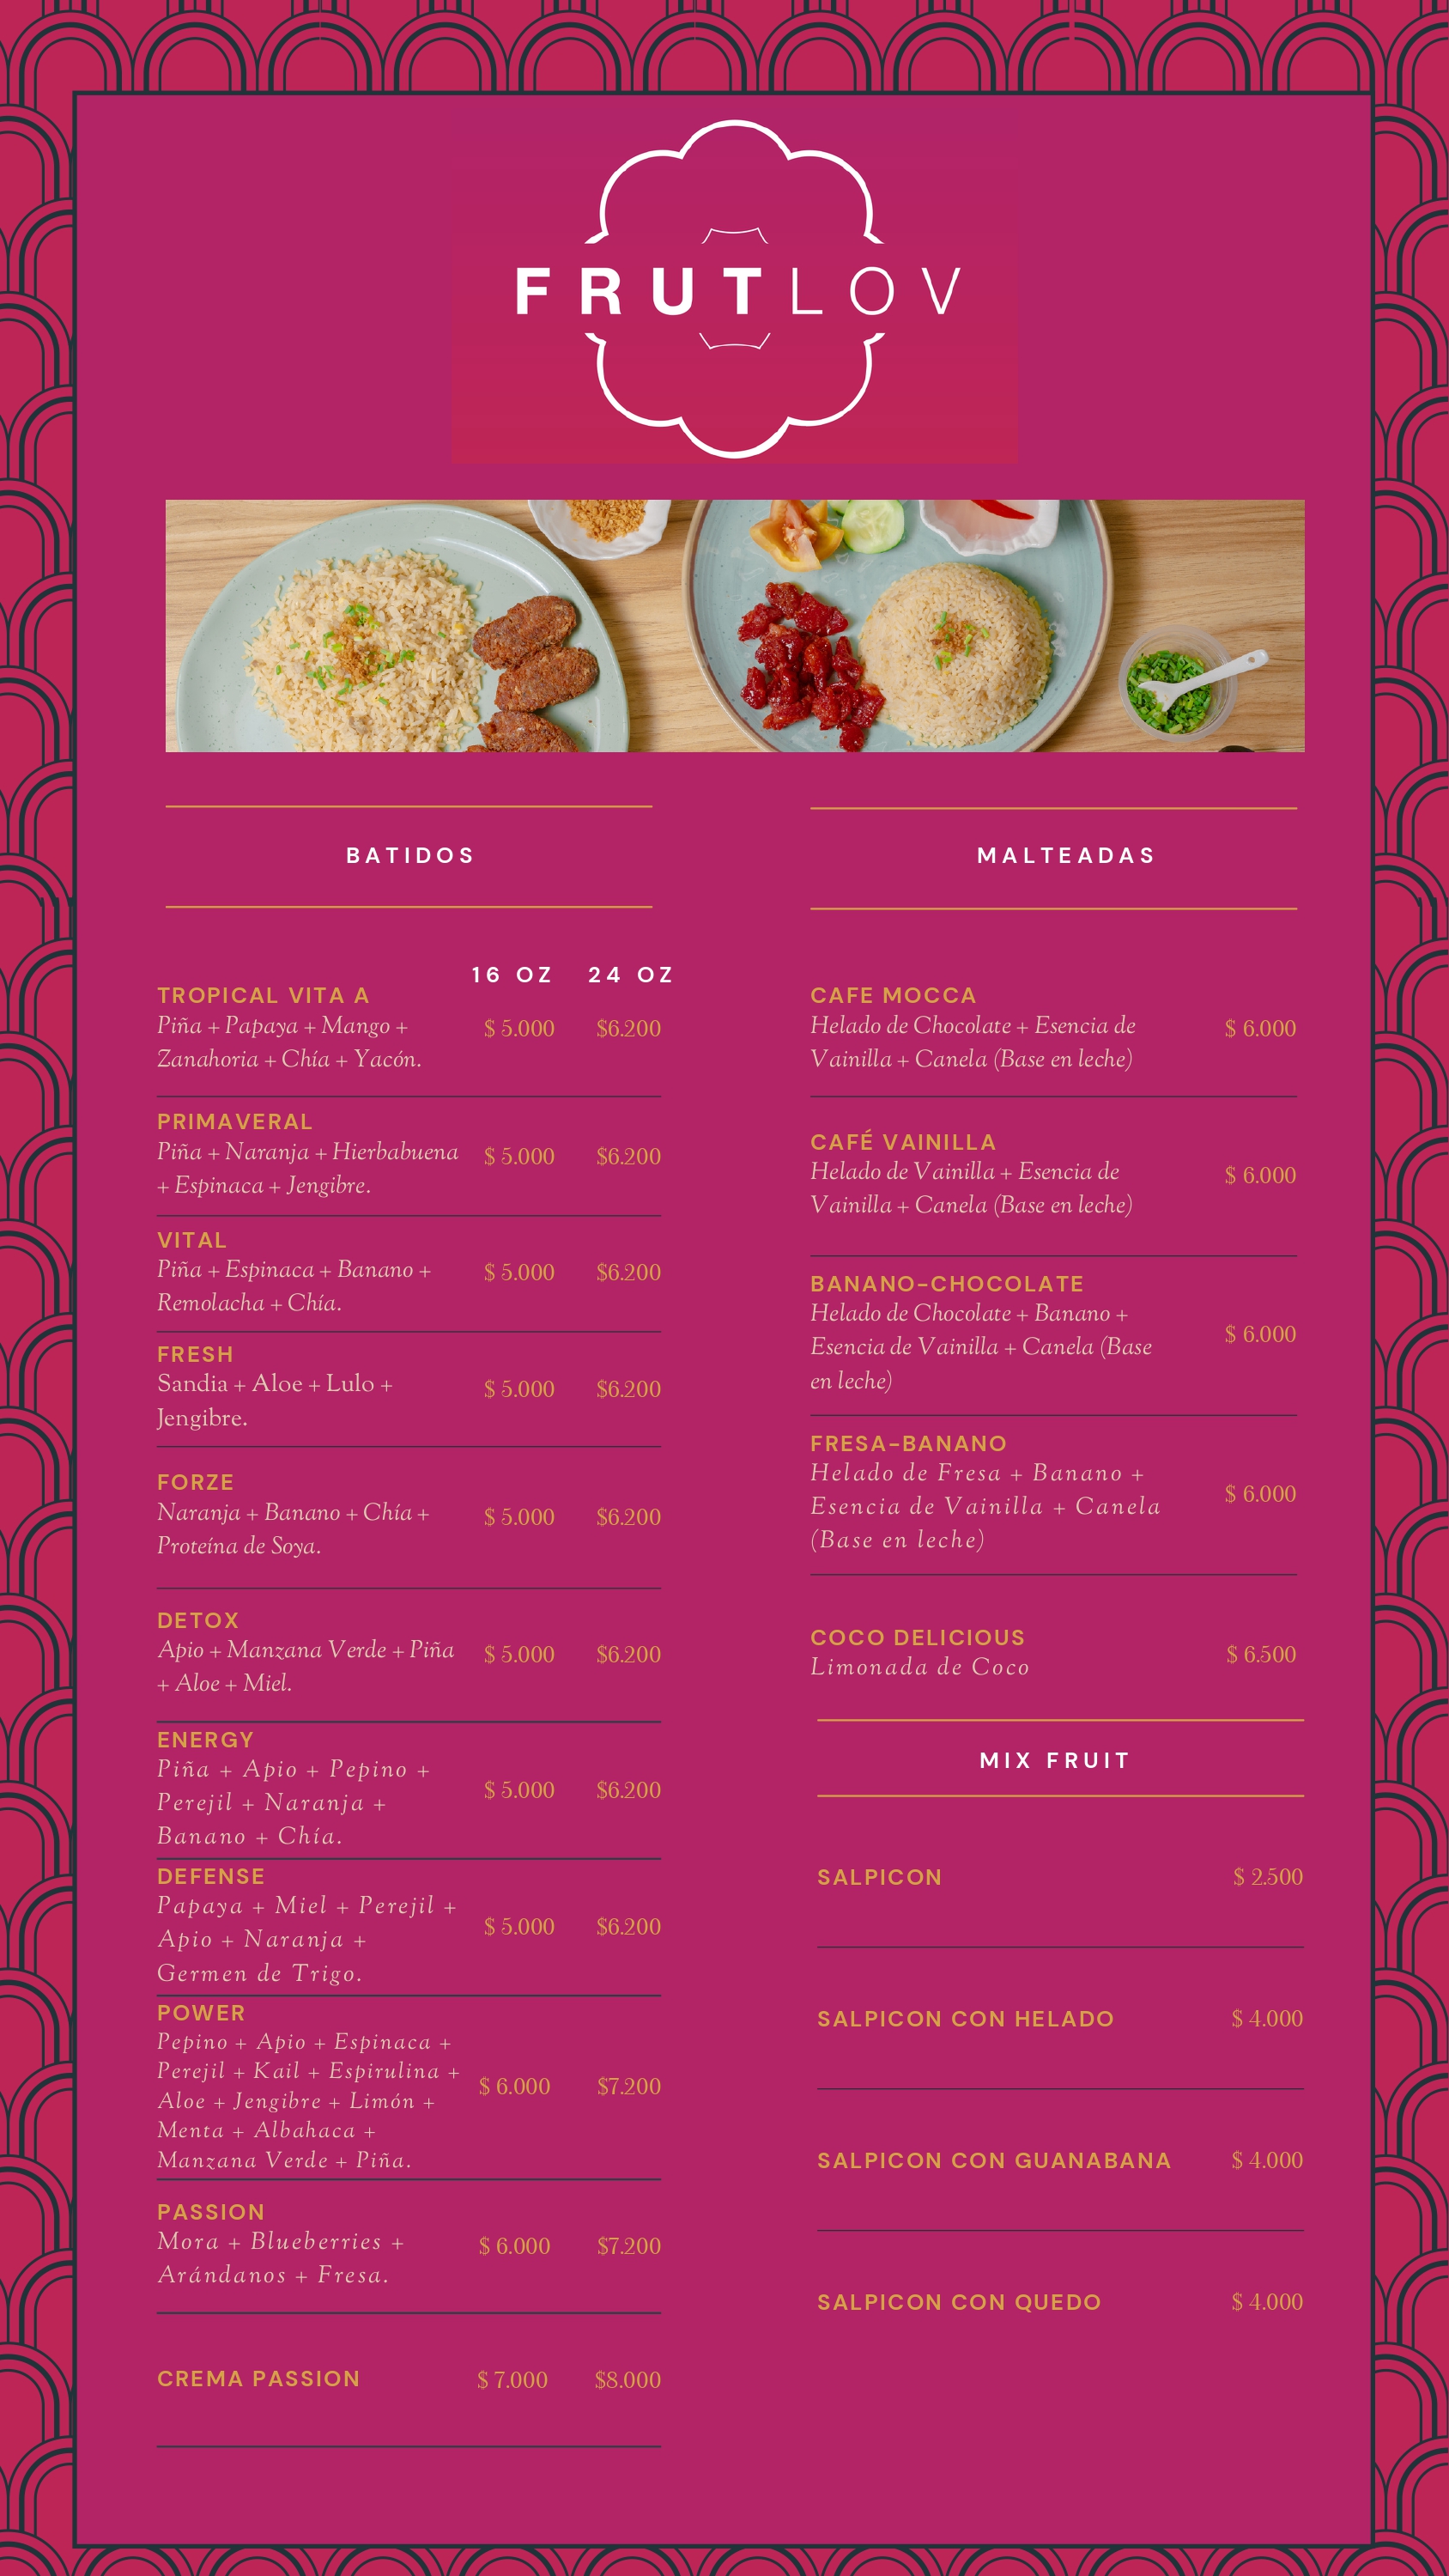 FRUTLOV
BATIDOS
16 OZ 24 OZ
TROPICAL VITA A
Piña + Papaya + Mango +
Zanahoria + Chía + Yacón.
$ 5.000 $6.200
PRIMAVERAL
Piña + Naranja + Hierbabuena
+ Espinaca + Jengibre.
$ 5.000 $6.200
VITAL
Piña + Espinaca + Banano +
Remolacha + Chía.
$ 5.000 $6.200
FRESH
Sandia + Aloe + Lulo +
Jengibre.
$ 5.000 $6.200
FORZE
Naranja + Banano + Chía +
Proteína de Soya.
$ 5.000 $6.200
DETOX
Apio + Manzana Verde + Piña
+ Aloe + Miel.
$ 5.000 $6.200
ENERGY
Piña + Apio + Pepino +
Perejil + Naranja +
Banano + Chía.
$ 5.000 $6.200
DEFENSE
Papaya + Miel + Perejil +
Apio + Naranja +
Germen de Trigo.
$ 5.000 $6.200
POWER
Pepino + Apio + Espinaca +
Perejil + Kail + Espirulina +
Aloe + Jengibre + Limón +
Menta + Albahaca +
Manzana Verde + Piña.
$ 6.000 $7.200
PASSION
Mora + Blueberries +
Arándanos + Fresa.
$ 6.000 $7.200
CREMA PASSION
$ 7.000 $8.000
MALTEADAS
CAFE MOCCA
Helado de Chocolate + Esencia de
Vainilla + Canela (Base en leche)
$ 6.000
CAFÉ VAINILLA
Helado de Vainilla + Esencia de
Vainilla + Canela (Base en leche)
$ 6.000
BANANO-CHOCOLATE
Helado de Chocolate + Banano +
Esencia de Vainilla + Canela (Base
en leche)
$ 6.000
FRESA-BANANO
Helado de Fresa + Banano +
Esencia de Vainilla + Canela
(Base en leche)
$ 6.000
COCO DELICIOUS
Limonada de Coco
$ 6.500
MIX FRUIT
SALPICON $ 2.500
SALPICON CON HELADO $ 4.000
SALPICON CON GUANABANA $ 4.000
SALPICON CON QUEDO $ 4.000